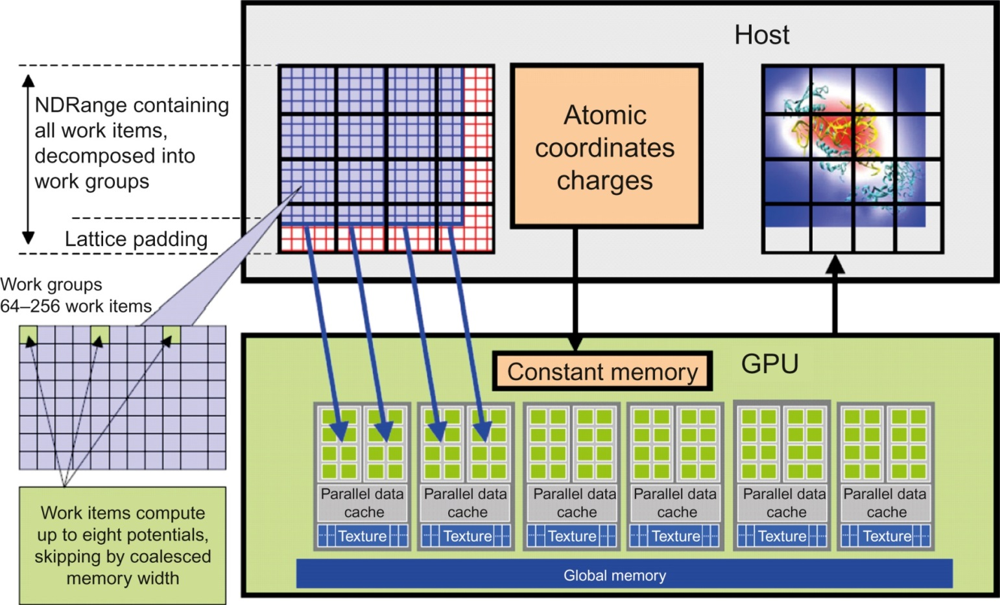 Host
NDRange containing
all work items,
decomposed into
work groups
Lattice padding
Atomic
coordinates
charges
Work groups
64–256 work items
Work items compute
up to eight potentials,
skipping by coalesced
memory width
GPU
Constant memory
Parallel data
cache
Texture
Parallel data
cache
Texture
Parallel data
cache
Texture
Parallel data
cache
Texture
Parallel data
cache
Texture
Parallel data
cache
Texture
Global memory